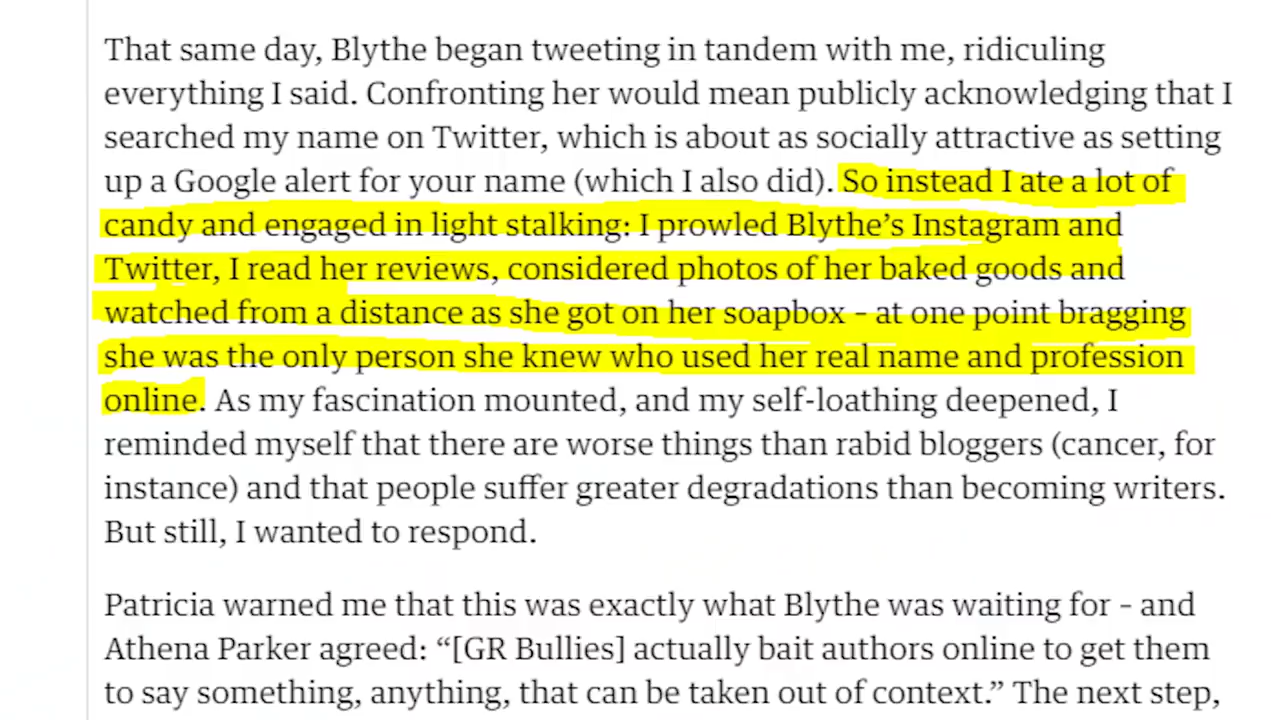 That same day, Blythe began tweeting in tandem with me, ridiculing
everything I said. Confronting her would mean publicly acknowledging that I
searched my name on Twitter, which is about as socially attractive as setting
up a Google alert for your name (which I also did). So instead I ate a lot of
candy and engaged in light stalking: I prowled Blythe’s Instagram and
Twitter, I read her reviews, considered photos of her baked goods and
watched from a distance as she got on her soapbox – at one point bragging
she was the only person she knew who used her real name and profession
online. As my fascination mounted, and my self-loathing deepened, I
reminded myself that there are worse things than rabid bloggers (cancer, for
instance) and that people suffer greater degradations than becoming writers.
But still, I wanted to respond.
Patricia warned me that this was exactly what Blythe was waiting for – and
Athena Parker agreed: “[GR Bullies] actually bait authors online to get them
to say something, anything, that can be taken out of context.” The next step,